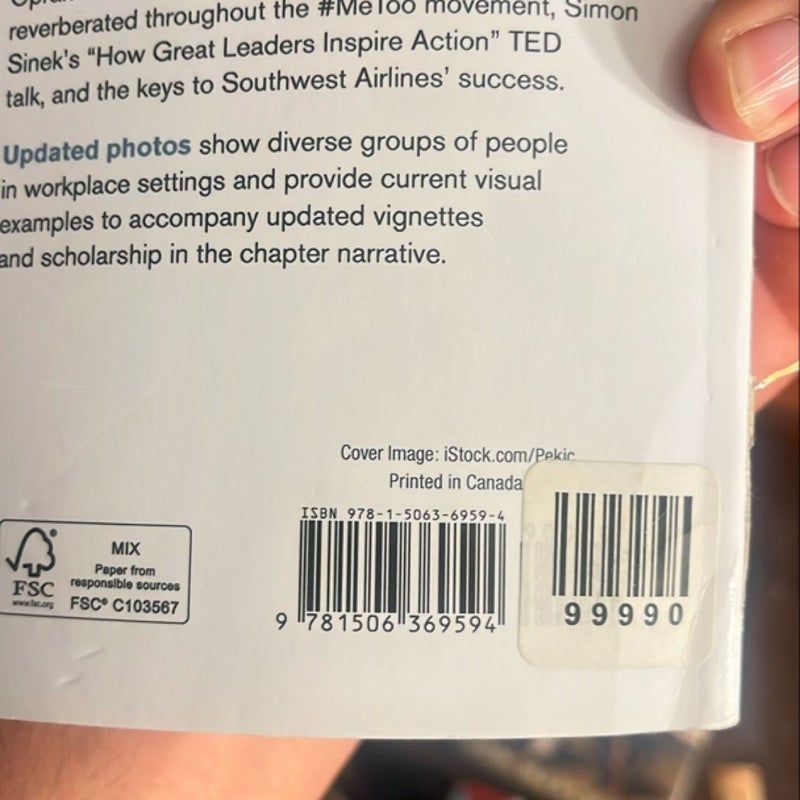 reverberated throughout the #MeToo movement, Simon
Sinek's “How Great Leaders Inspire Action” TED
talk, and the keys to Southwest Airlines' success.
Updated photos show diverse groups of people
in workplace settings and provide current visual
examples to accompany updated vignettes
and scholarship in the chapter narrative.
Cover Image: iStock.com/Pekic
Printed in Canada
ISBN 978-1-5063-6959-4
9 781506 369594
99990
MIX
Paper from
responsible sources
FSC® C103567
FSC
www.fsc.org